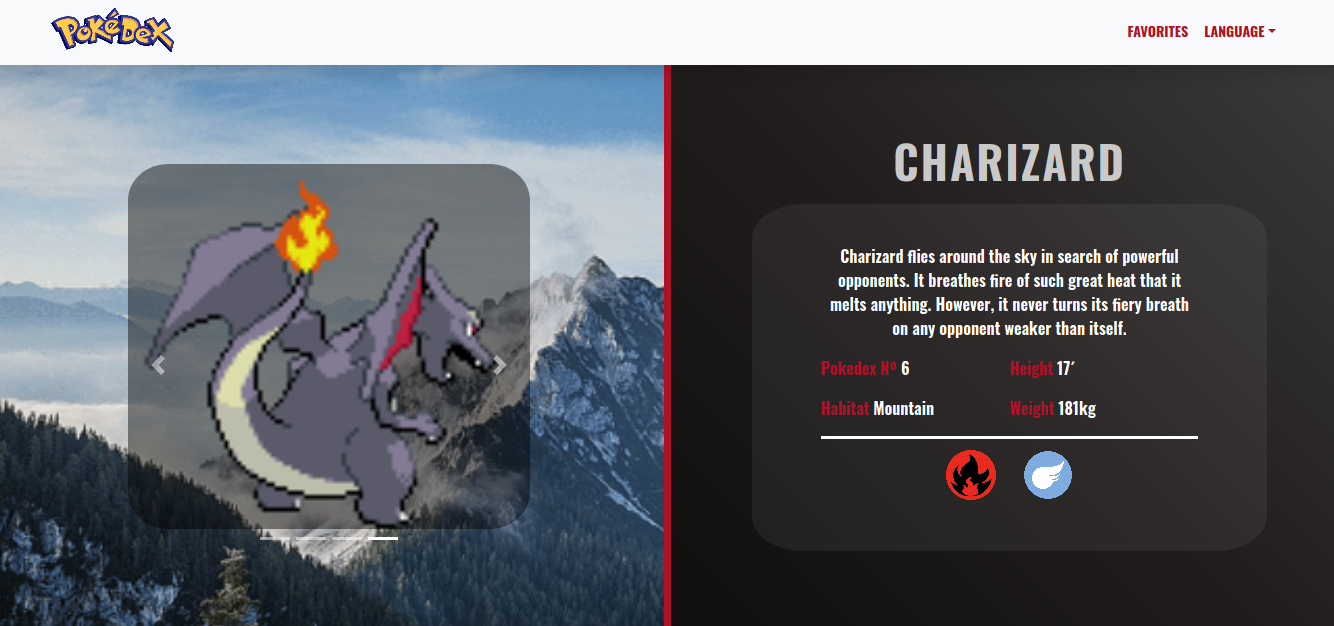 PokéDex
FAVORITES LANGUAGE
CHARIZARD
Charizard flies around the sky in search of powerful
opponents. It breathes fire of such great heat that it
melts anything. However, it never turns its fiery breath
on any opponent weaker than itself.
Pokedex Nº 6 Height 17´
Habitat Mountain Weight 181kg